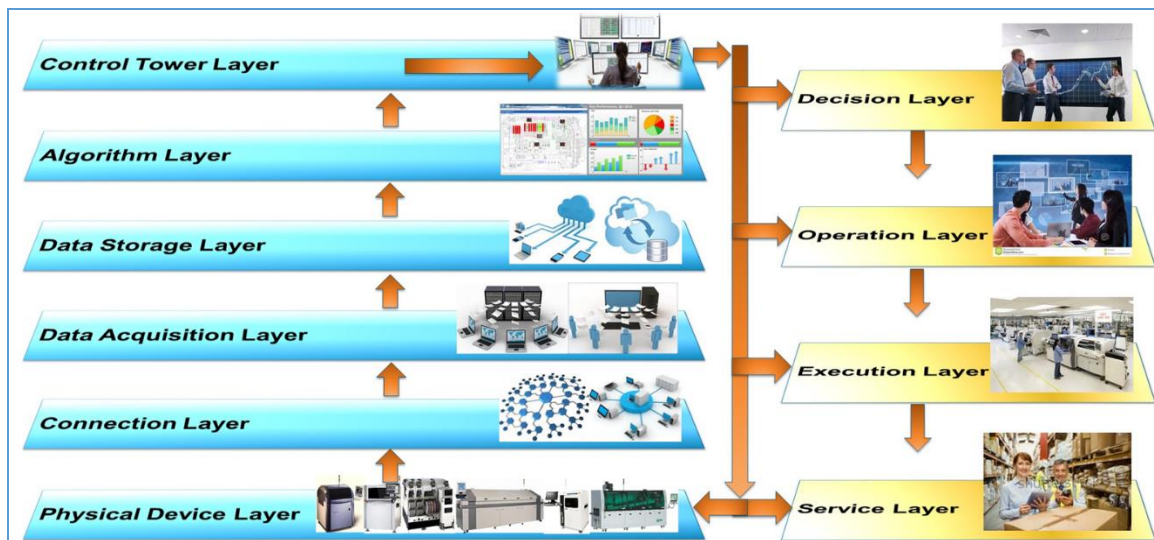 Control Tower Layer
Algorithm Layer
Data Storage Layer
Data Acquisition Layer
Connection Layer
Physical Device Layer
Decision Layer
Operation Layer
Execution Layer
Service Layer